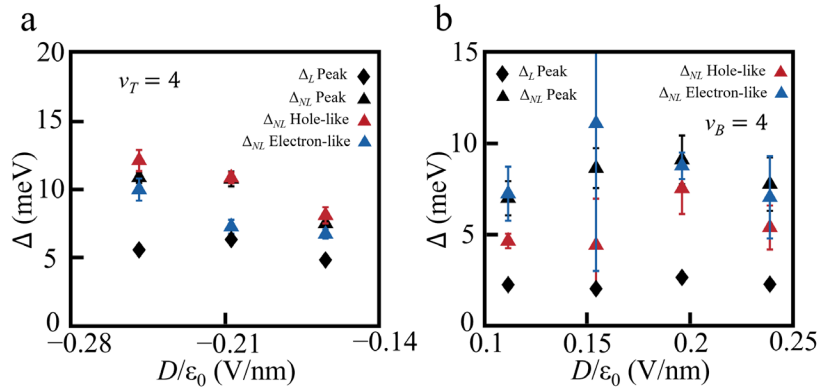 a
20
15
10
5
0
Δ (meV)
v_T = 4
Δ_L Peak
Δ_NL Peak
Δ_NL Hole-like
Δ_NL Electron-like
−0.28
−0.21
−0.14
D/ε_0 (V/nm)
b
15
10
5
0
Δ (meV)
Δ_L Peak
Δ_NL Peak
Δ_NL Hole-like
Δ_NL Electron-like
v_B = 4
0.1
0.15
0.2
0.25
D/ε_0 (V/nm)